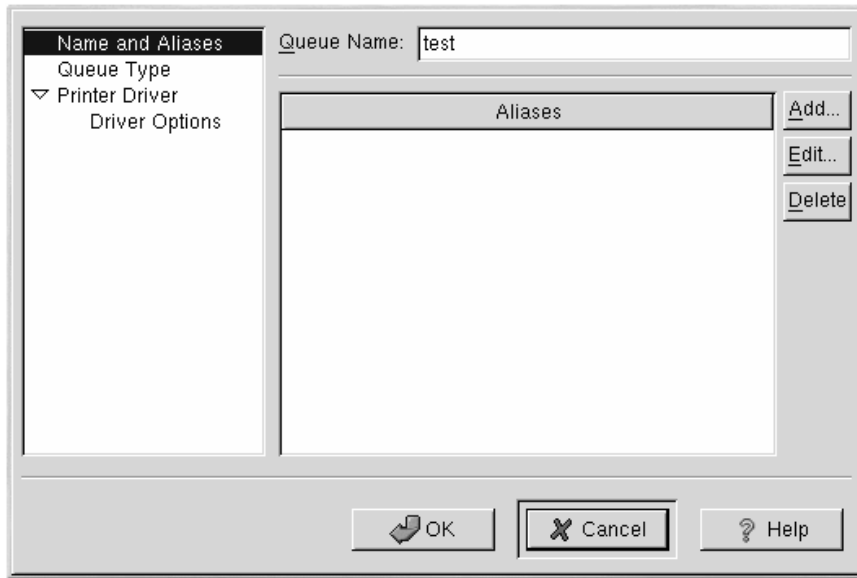 Name and Aliases
Queue Type
Printer Driver
Driver Options
Queue Name: test
Aliases
Add...
Edit...
Delete
OK
Cancel
Help